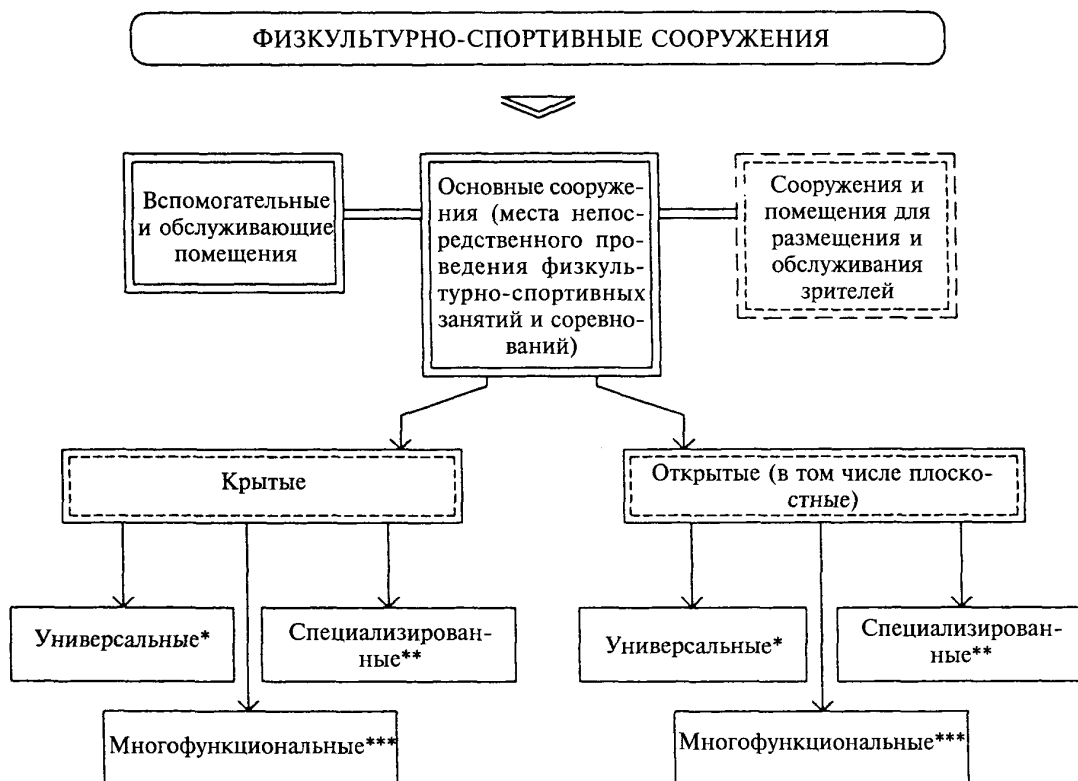 ФИЗКУЛЬТУРНО-СПОРТИВНЫЕ СООРУЖЕНИЯ
Вспомогательные
и обслуживающие
помещения
Основные сооруже-
ния (места непос-
редственного про-
ведения физкуль-
турно-спортивных
занятий и соревно-
ваний)
Сооружения и
помещения для
размещения и
обслуживания
зрителей
Крытые
Открытые (в том числе плоско-
стные)
Универсальные*
Специализирован-
ные**
Многофункциональные***
Универсальные*
Специализирован-
ные**
Многофункциональные***